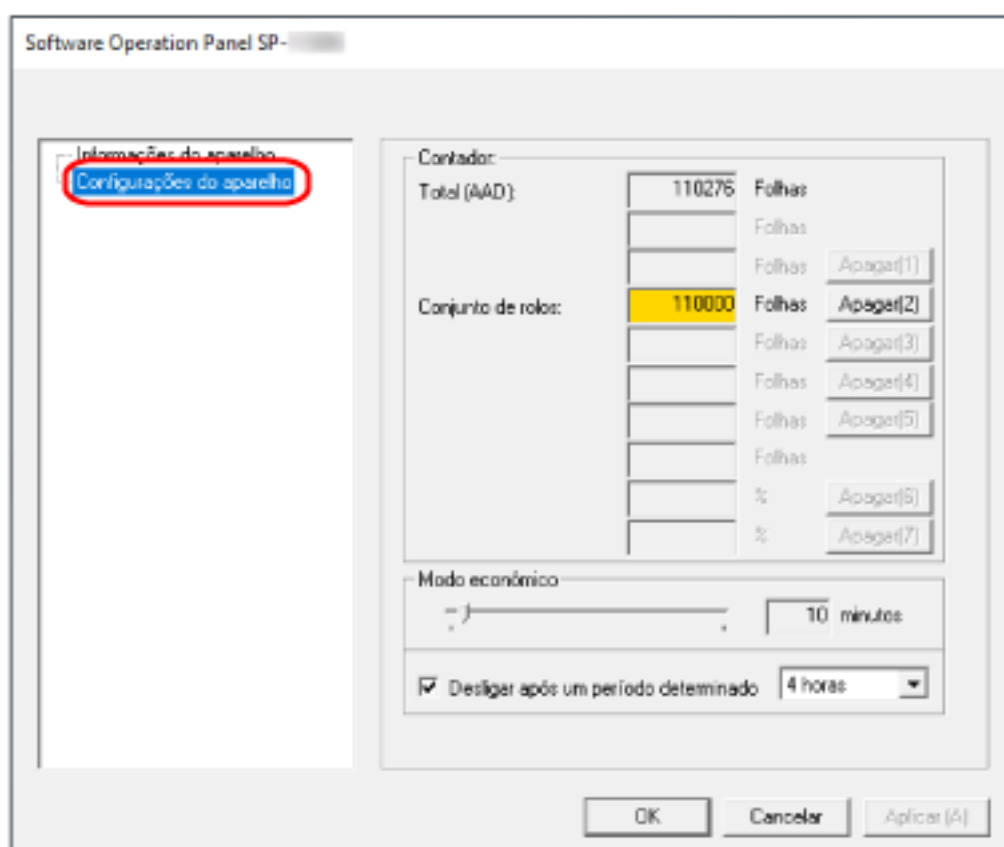 Software Operation Panel SP-
Informações do aparelho
Configurações do aparelho
Contador:
Total (AAD): 110276 Folhas
Folhas
Folhas Apagar(1)
Conjunto de rolos: 110000 Folhas Apagar(2)
Folhas Apagar(3)
Folhas Apagar(4)
Folhas Apagar(5)
Folhas
% Apagar(6)
% Apagar(7)
Modo econômico
10 minutos
Desligar após um período determinado 4 horas
OK Cancelar Aplicar (A)